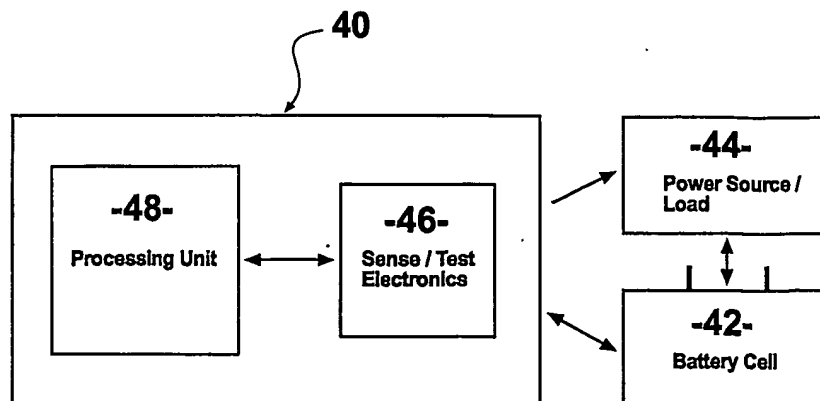 40
-48-
Processing Unit
-46-
Sense / Test
Electronics
-44-
Power Source /
Load
-42-
Battery Cell